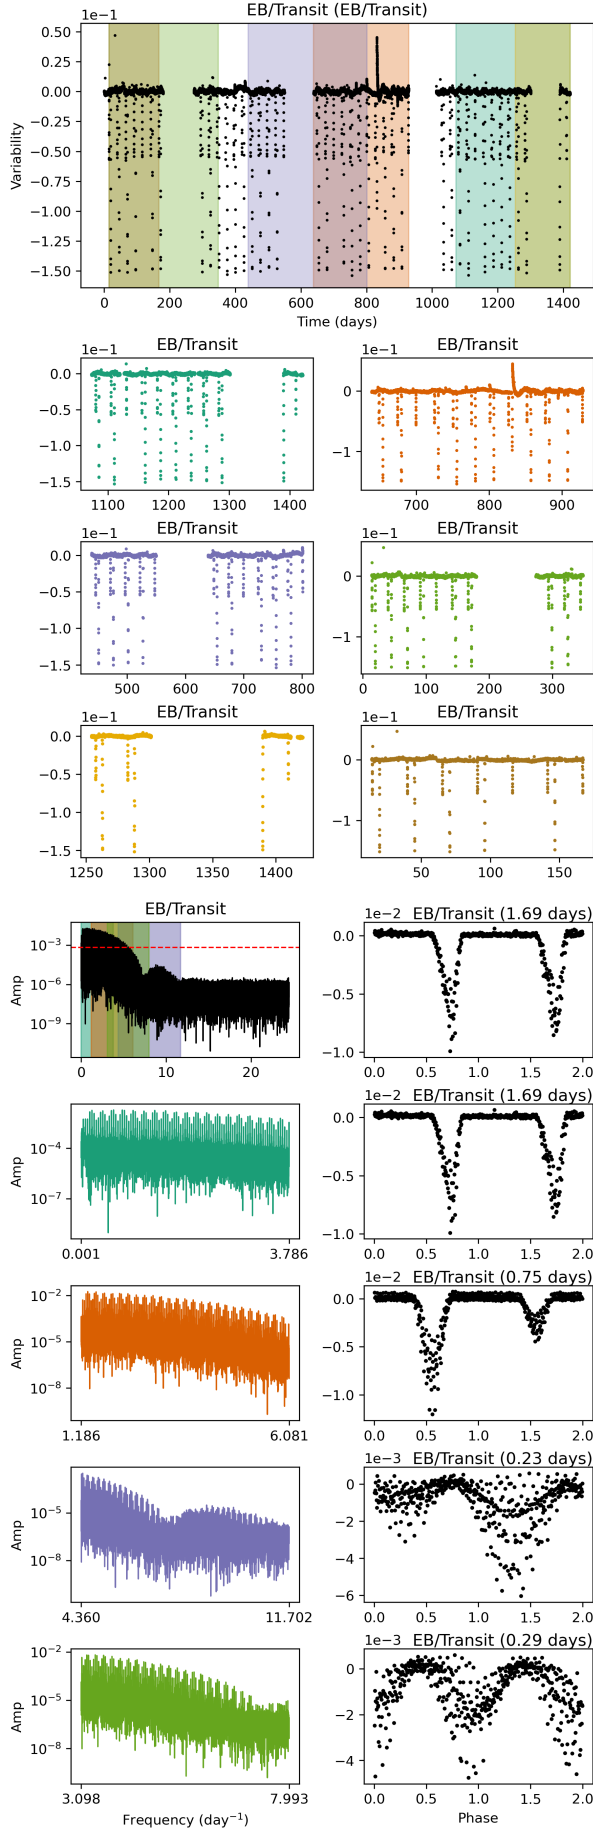 EB/Transit (EB/Transit)
1e−1
0.50
0.25
0.00
−0.25
−0.50
−0.75
−1.00
−1.25
−1.50
Variability
0 200 400 600 800 1000 1200 1400
Time (days)
EB/Transit EB/Transit
1e−1 1e−1
0.0 0
−0.5
−1.0 −1
−1.5
1100 1200 1300 1400 700 800 900
EB/Transit EB/Transit
1e−1 1e−1
0.0 0
−0.5
−1.0 −1
−1.5
500 600 700 800 0 100 200 300
EB/Transit EB/Transit
1e−1 1e−1
0.0 0
−0.5
−1.0 −1
−1.5
1250 1300 1350 1400 50 100 150
EB/Transit 1e−2 EB/Transit (1.69 days)
10−3 0.0
10−6 −0.5
10−9 −1.0
Amp
0 10 20 0.0 0.5 1.0 1.5 2.0
1e−2 EB/Transit (1.69 days)
10−4 0.0
10−7 −0.5
−1.0
Amp
0.001 3.786 0.0 0.5 1.0 1.5 2.0
1e−2 EB/Transit (0.75 days)
10−2 0.0
10−5 −0.5
10−8 −1.0
Amp
1.186 6.081 0.0 0.5 1.0 1.5 2.0
1e−3 EB/Transit (0.23 days)
10−5 0
10−8 −2
−4
−6
Amp
4.360 11.702 0.0 0.5 1.0 1.5 2.0
1e−3 EB/Transit (0.29 days)
10−2 0
10−5 −2
10−8 −4
Amp
3.098 7.993 0.0 0.5 1.0 1.5 2.0
Frequency (day−1) Phase